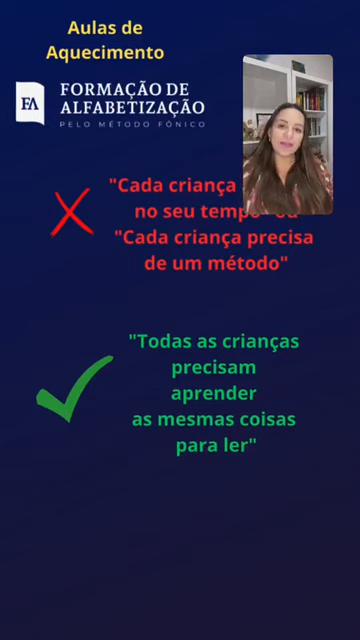 Aulas de
Aquecimento
FA
FORMAÇÃO DE
ALFABETIZAÇÃO
PELO MÉTODO FÔNICO
"Cada criança
no seu tempo" ou
"Cada criança precisa
de um método"
"Todas as crianças
precisam
aprender
as mesmas coisas
para ler"